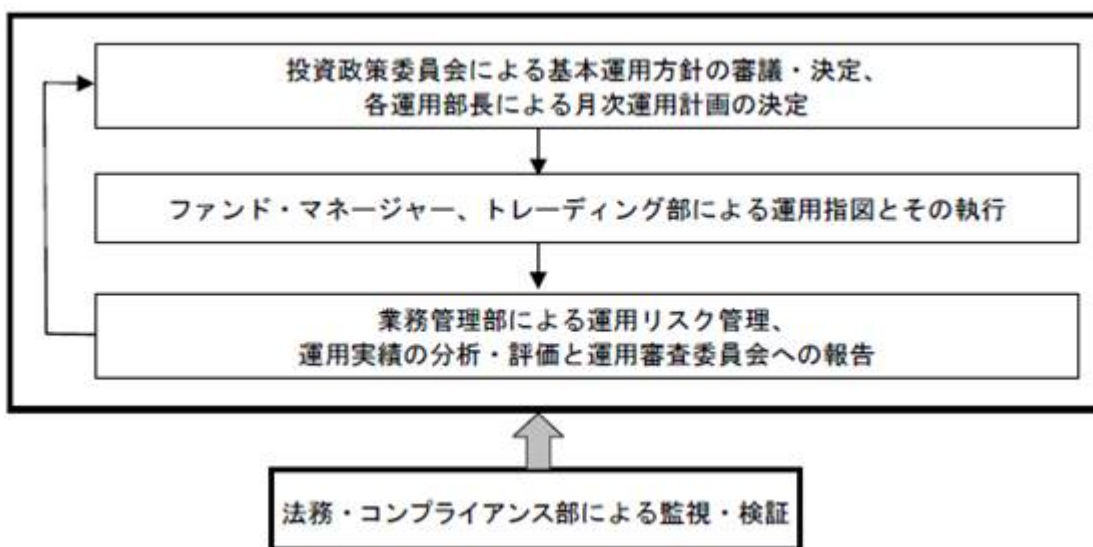 投資政策委員会による基本運用方針の審議・決定、
各運用部長による月次運用計画の決定
ファンド・マネージャー、トレーディング部による運用指図とその執行
業務管理部による運用リスク管理、
運用実績の分析・評価と運用審査委員会への報告
法務・コンプライアンス部による監視・検証